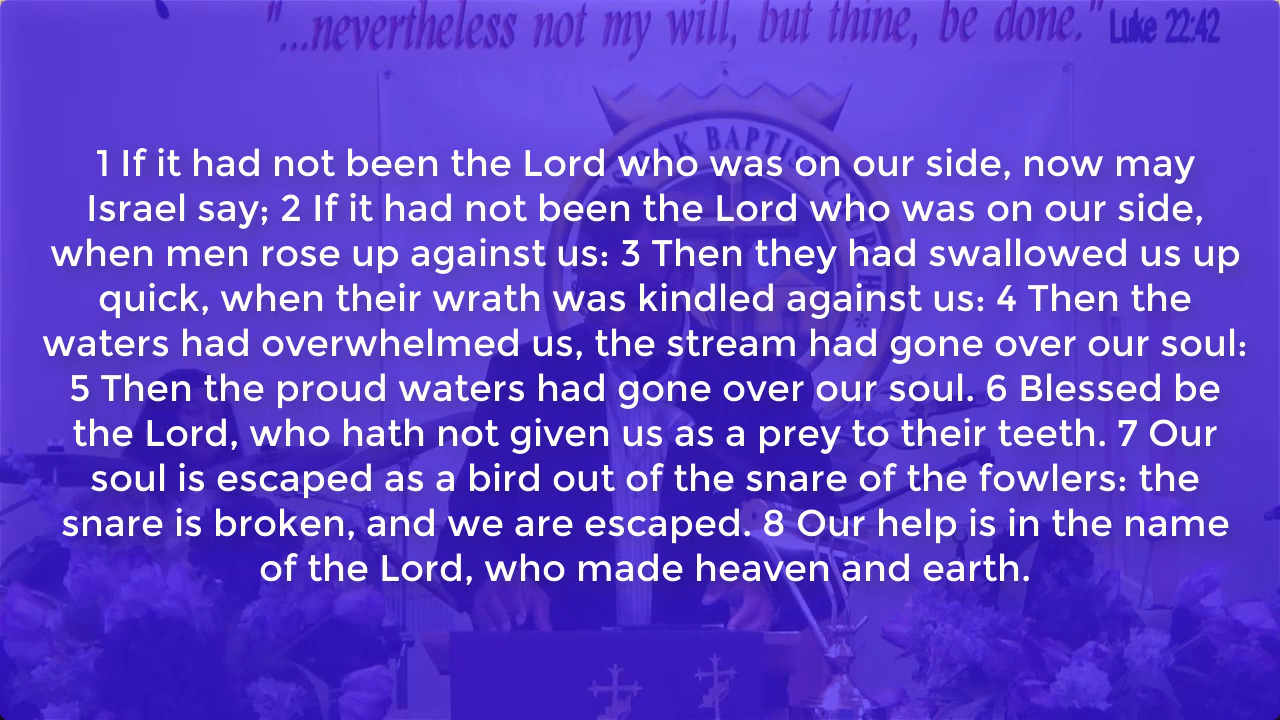 "...nevertheless not my will, but thine, be done." Luke 22:42
OAK BAPTIST CHURCH
1 If it had not been the Lord who was on our side, now may
Israel say; 2 If it had not been the Lord who was on our side,
when men rose up against us: 3 Then they had swallowed us up
quick, when their wrath was kindled against us: 4 Then the
waters had overwhelmed us, the stream had gone over our soul:
5 Then the proud waters had gone over our soul. 6 Blessed be
the Lord, who hath not given us as a prey to their teeth. 7 Our
soul is escaped as a bird out of the snare of the fowlers: the
snare is broken, and we are escaped. 8 Our help is in the name
of the Lord, who made heaven and earth.